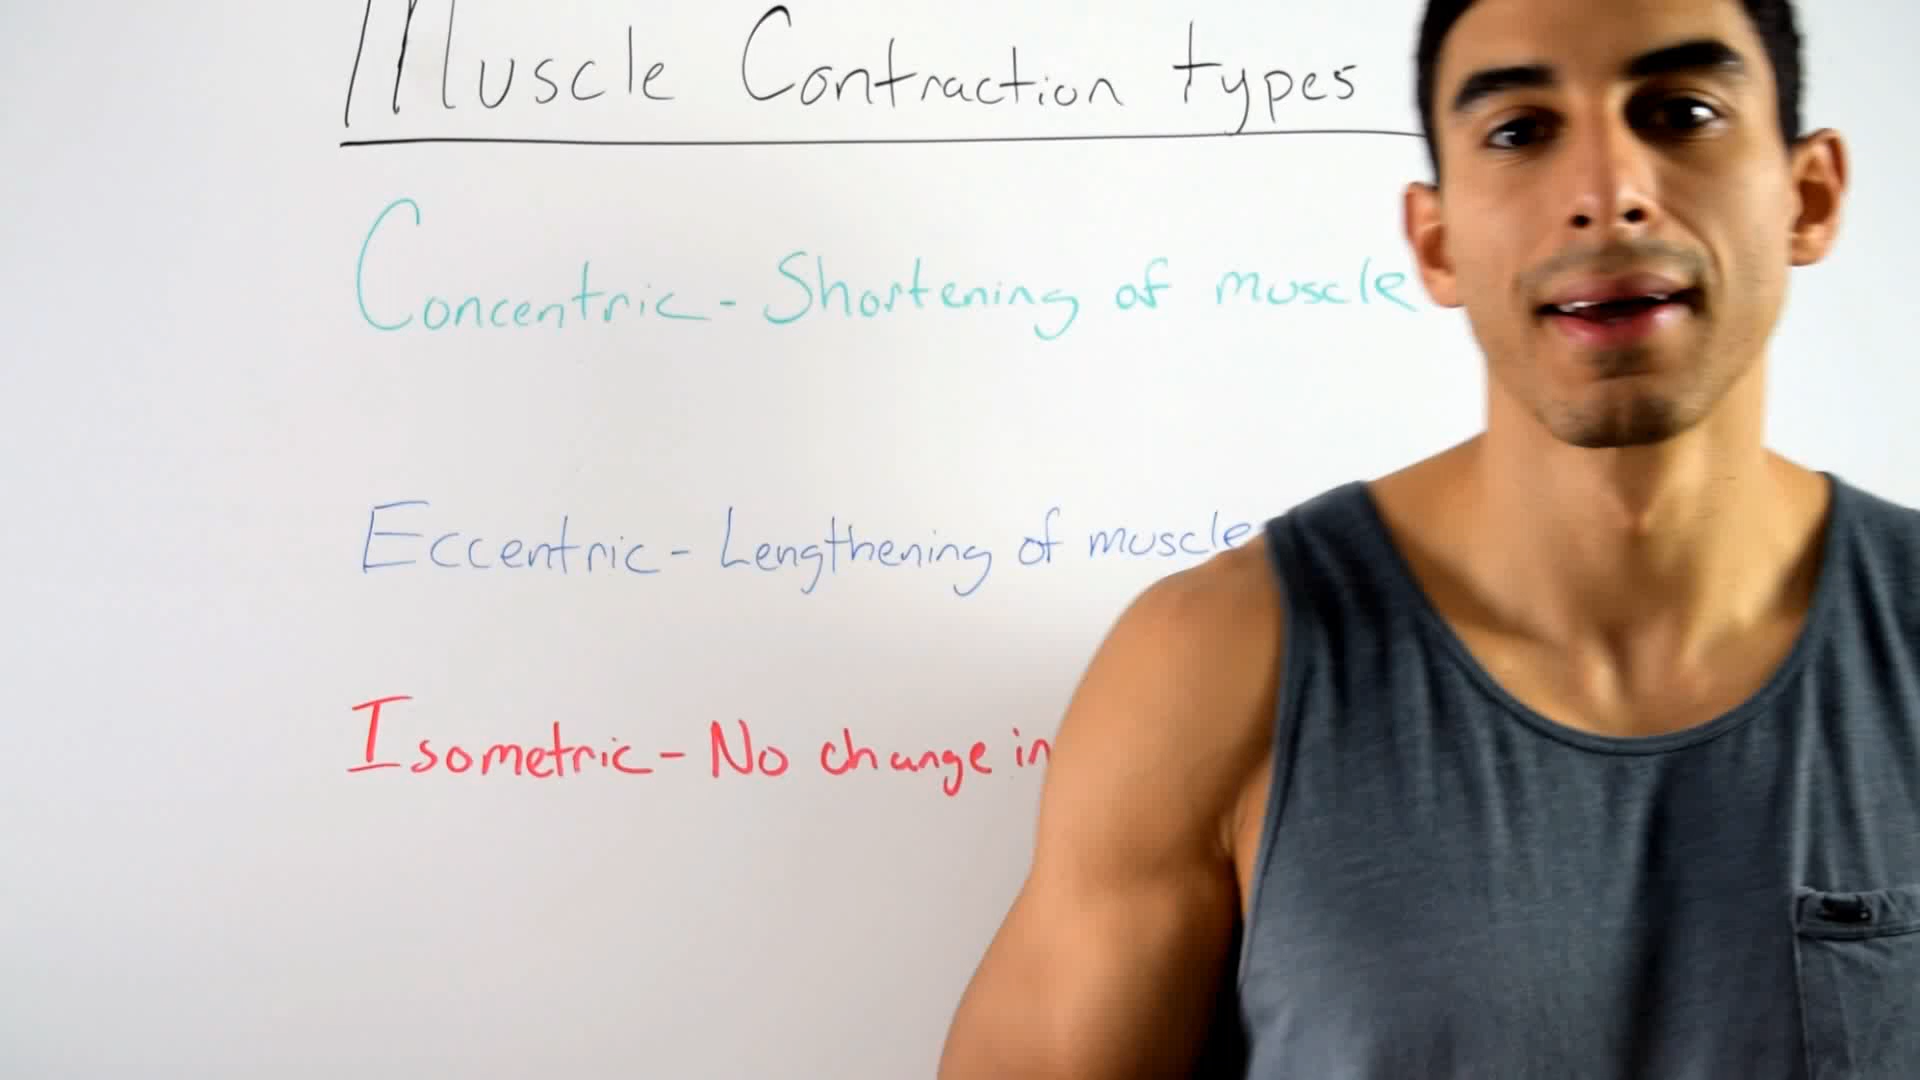 Muscle Contraction types
Concentric - Shortening of muscle
Eccentric - Lengthening of muscle
Isometric - No change in